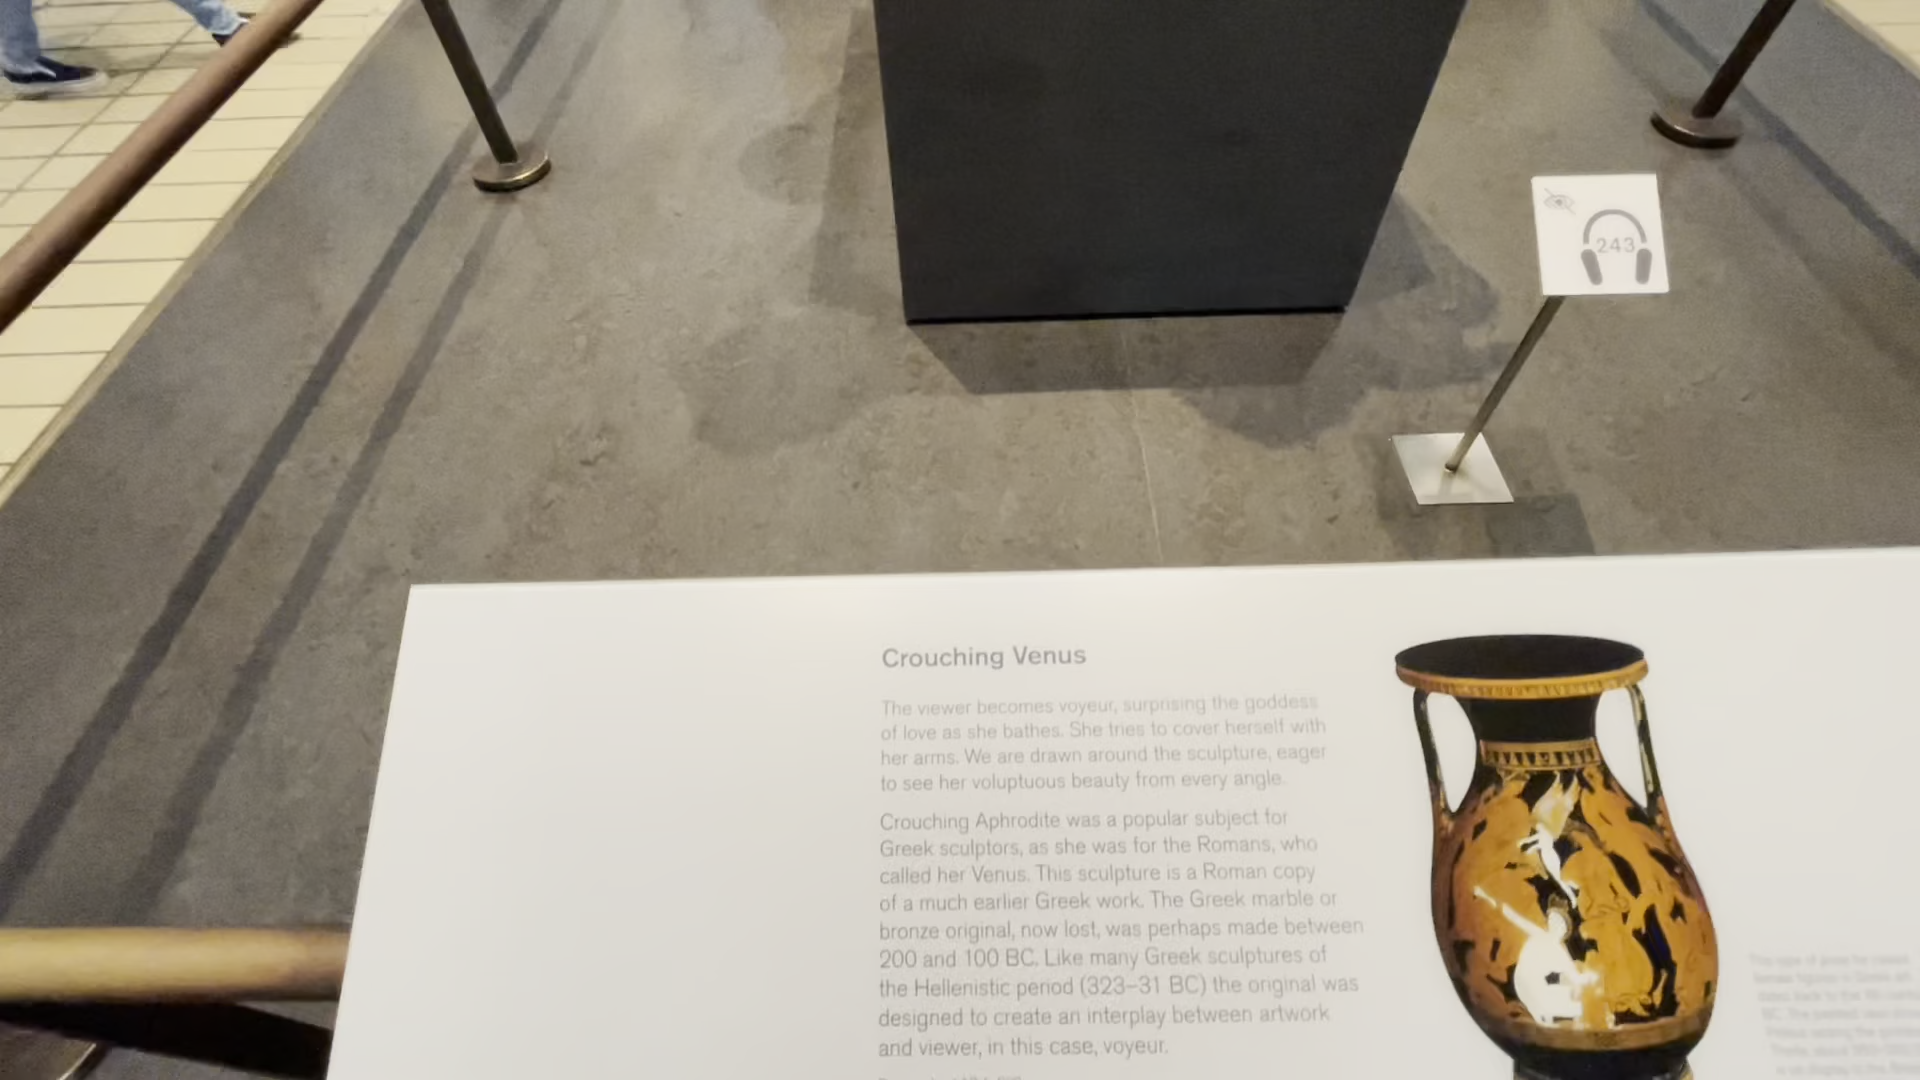 243
Crouching Venus
The viewer becomes voyeur, surprising the goddess
of love as she bathes. She tries to cover herself with
her arms. We are drawn around the sculpture, eager
to see her voluptuous beauty from every angle.
Crouching Aphrodite was a popular subject for
Greek sculptors, as she was for the Romans, who
called her Venus. This sculpture is a Roman copy
of a much earlier Greek work. The Greek marble or
bronze original, now lost, was perhaps made between
200 and 100 BC. Like many Greek sculptures of
the Hellenistic period (323–31 BC) the original was
designed to create an interplay between artwork
and viewer, in this case, voyeur.